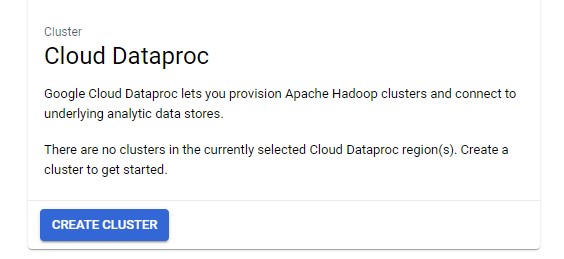 Cluster
Cloud Dataproc
Google Cloud Dataproc lets you provision Apache Hadoop clusters and connect to
underlying analytic data stores.
There are no clusters in the currently selected Cloud Dataproc region(s). Create a
cluster to get started.
CREATE CLUSTER